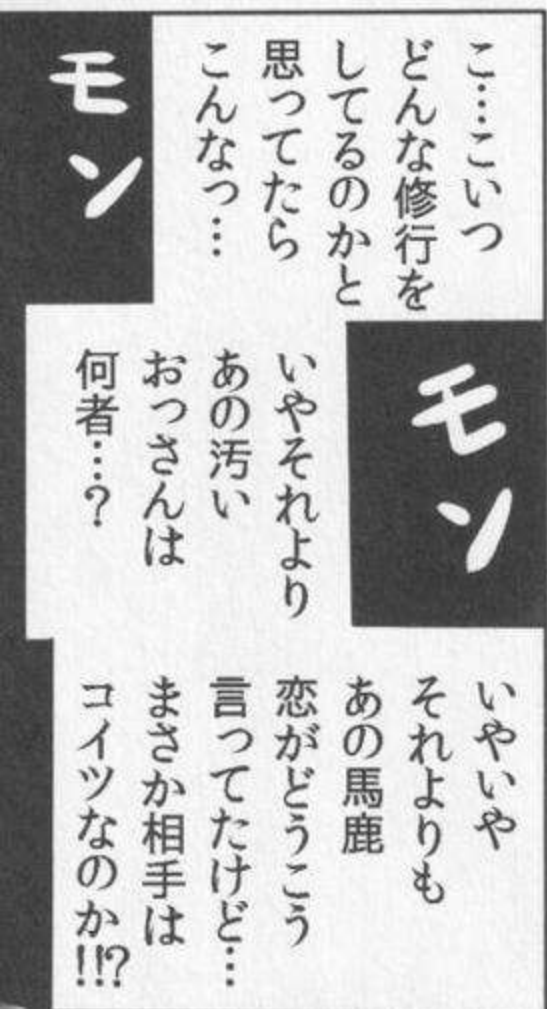 こ…こいつ
どんな修行を
してるのかと
思ってたら
こんなっ…
モン
モン
いやそれより
あの汚い
おっさんは
何者…？
いやいや
それよりも
あの馬鹿
恋がどうこう
言ってたけど…
まさか相手は
コイツなのか!!?